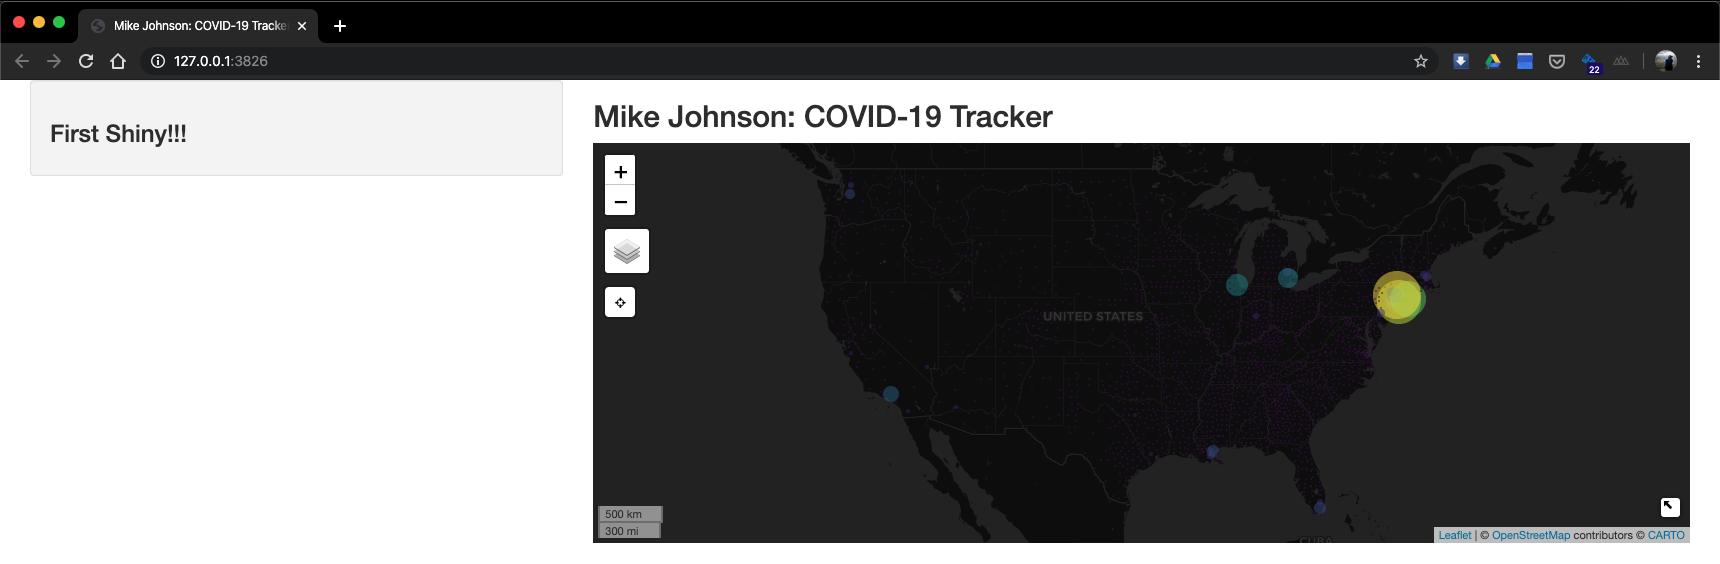 Mike Johnson: COVID-19 Tracke
127.0.0.1:3826
22
First Shiny!!!
Mike Johnson: COVID-19 Tracker
+
−
UNITED STATES
500 km
300 mi
CUBA
Leaflet | © OpenStreetMap contributors © CARTO